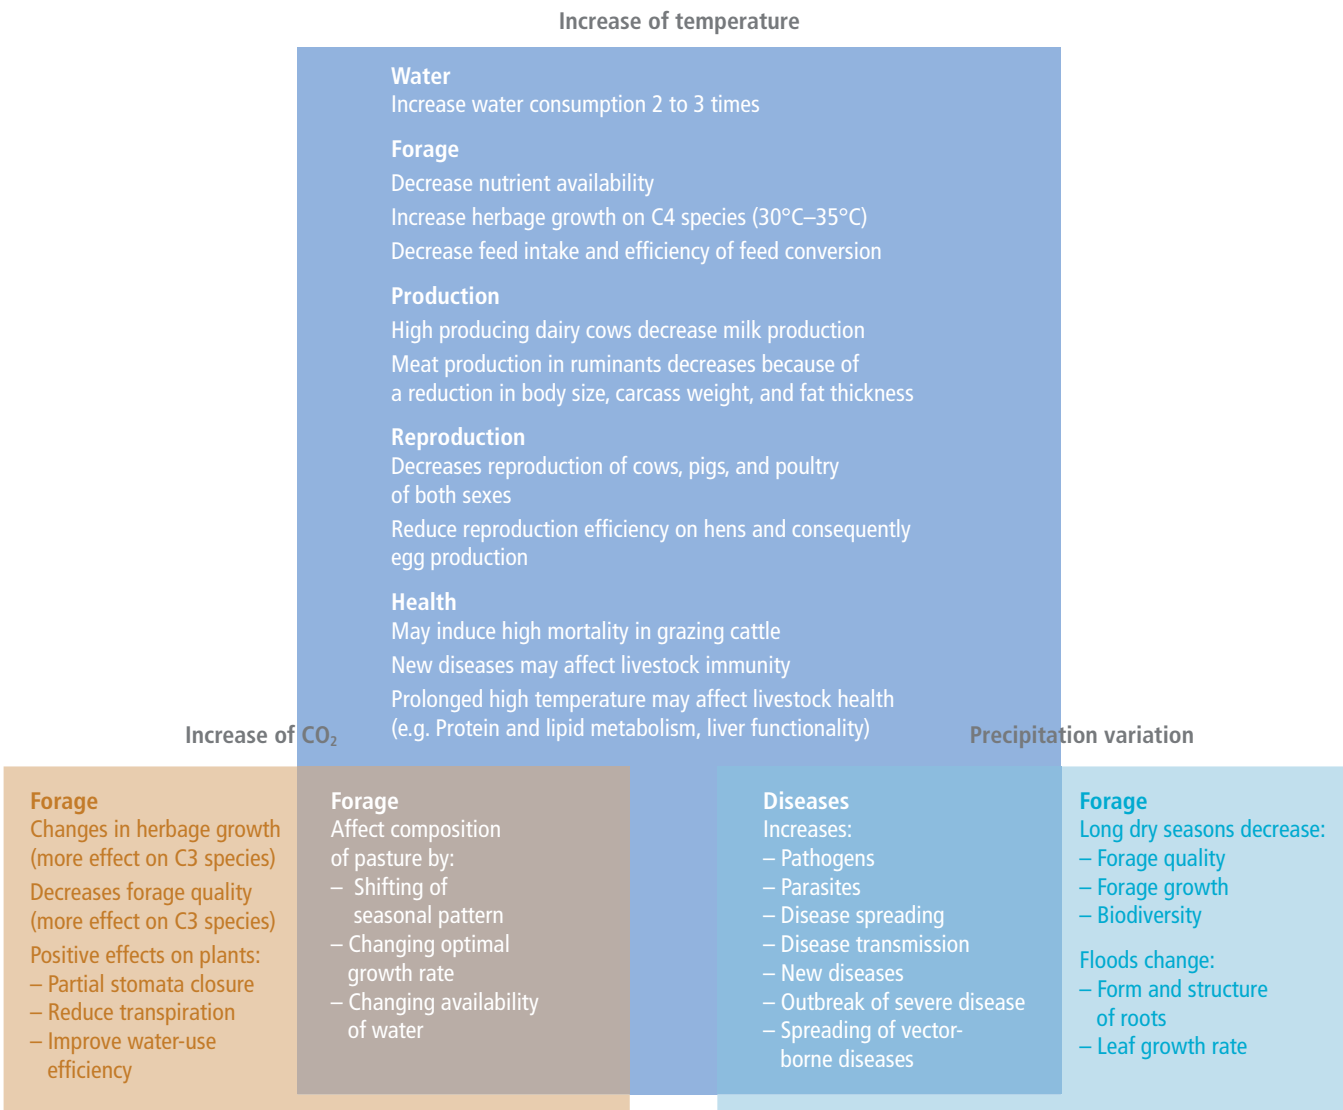 Increase of temperature
Water
Increase water consumption 2 to 3 times
Forage
Decrease nutrient availability
Increase herbage growth on C4 species (30°C–35°C)
Decrease feed intake and efficiency of feed conversion
Production
High producing dairy cows decrease milk production
Meat production in ruminants decreases because of
a reduction in body size, carcass weight, and fat thickness
Reproduction
Decreases reproduction of cows, pigs, and poultry
of both sexes
Reduce reproduction efficiency on hens and consequently
egg production
Health
May induce high mortality in grazing cattle
New diseases may affect livestock immunity
Prolonged high temperature may affect livestock health
(e.g. Protein and lipid metabolism, liver functionality)
Increase of CO₂
Forage
Changes in herbage growth
(more effect on C3 species)
Decreases forage quality
(more effect on C3 species)
Positive effects on plants:
– Partial stomata closure
– Reduce transpiration
– Improve water-use
efficiency
Forage
Affect composition
of pasture by:
– Shifting of
seasonal pattern
– Changing optimal
growth rate
– Changing availability
of water
Precipitation variation
Diseases
Increases:
– Pathogens
– Parasites
– Disease spreading
– Disease transmission
– New diseases
– Outbreak of severe disease
– Spreading of vector-
borne diseases
Forage
Long dry seasons decrease:
– Forage quality
– Forage growth
– Biodiversity
Floods change:
– Form and structure
of roots
– Leaf growth rate